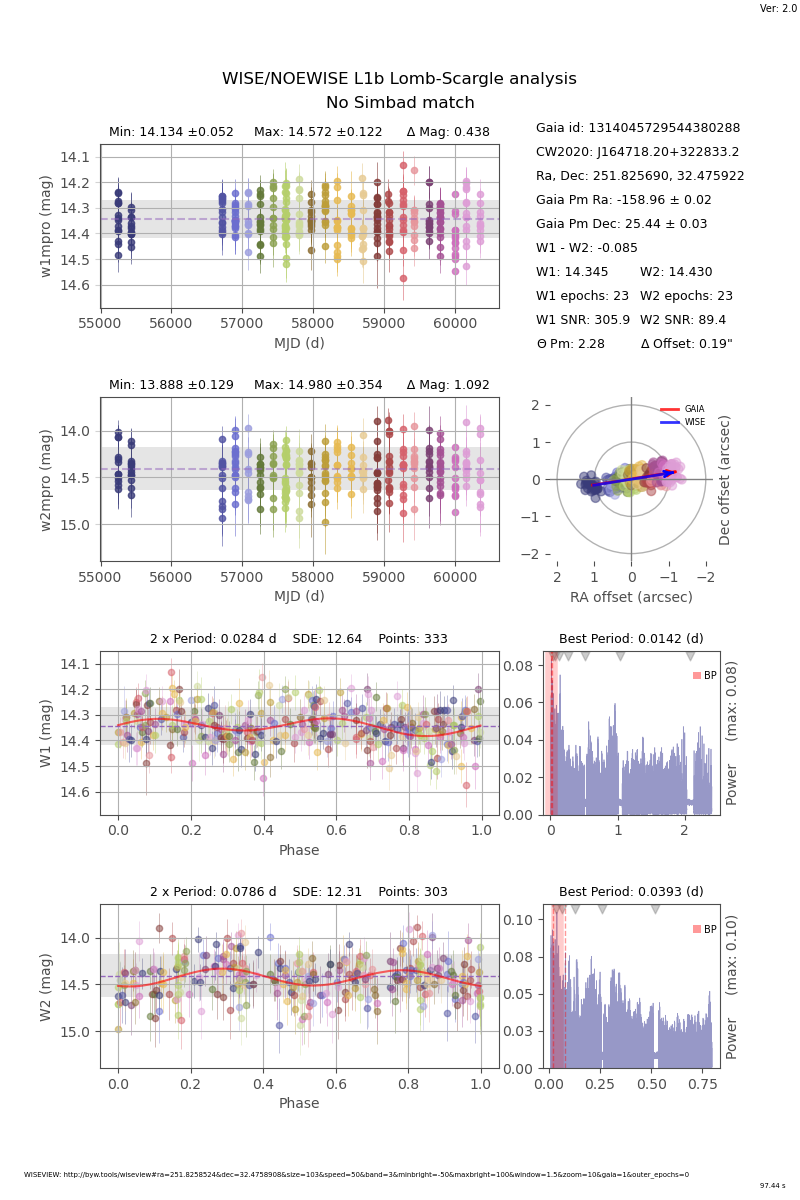 Ver: 2.0
WISE/NOEWISE L1b Lomb-Scargle analysis
No Simbad match
Min: 14.134 ±0.052 Max: 14.572 ±0.122 Δ Mag: 0.438
14.1
14.2
14.3
14.4
14.5
14.6
w1mpro (mag)
55000 56000 57000 58000 59000 60000
MJD (d)
Gaia id: 1314045729544380288
CW2020: J164718.20+322833.2
Ra, Dec: 251.825690, 32.475922
Gaia Pm Ra: -158.96 ± 0.02
Gaia Pm Dec: 25.44 ± 0.03
W1 - W2: -0.085
W1: 14.345 W2: 14.430
W1 epochs: 23 W2 epochs: 23
W1 SNR: 305.9 W2 SNR: 89.4
Θ Pm: 2.28 Δ Offset: 0.19"
Min: 13.888 ±0.129 Max: 14.980 ±0.354 Δ Mag: 1.092
14.0
14.5
15.0
w2mpro (mag)
55000 56000 57000 58000 59000 60000
MJD (d)
GAIA
WISE
2
1
0
−1
−2
2 1 0 −1 −2
RA offset (arcsec)
Dec offset (arcsec)
2 x Period: 0.0284 d SDE: 12.64 Points: 333
14.1
14.2
14.3
14.4
14.5
14.6
W1 (mag)
0.0 0.2 0.4 0.6 0.8 1.0
Phase
Best Period: 0.0142 (d)
BP
0.08
0.06
0.04
0.02
0.00
0 1 2
Power (max: 0.08)
2 x Period: 0.0786 d SDE: 12.31 Points: 303
14.0
14.5
15.0
W2 (mag)
0.0 0.2 0.4 0.6 0.8 1.0
Phase
Best Period: 0.0393 (d)
BP
0.10
0.08
0.05
0.03
0.00
0.00 0.25 0.50 0.75
Power (max: 0.10)
WISEVIEW: http://byw.tools/wiseview#ra=251.8258524&dec=32.4758908&size=103&speed=50&band=3&minbright=-50&maxbright=100&window=1.5&zoom=10&gaia=1&outer_epochs=0
97.44 s